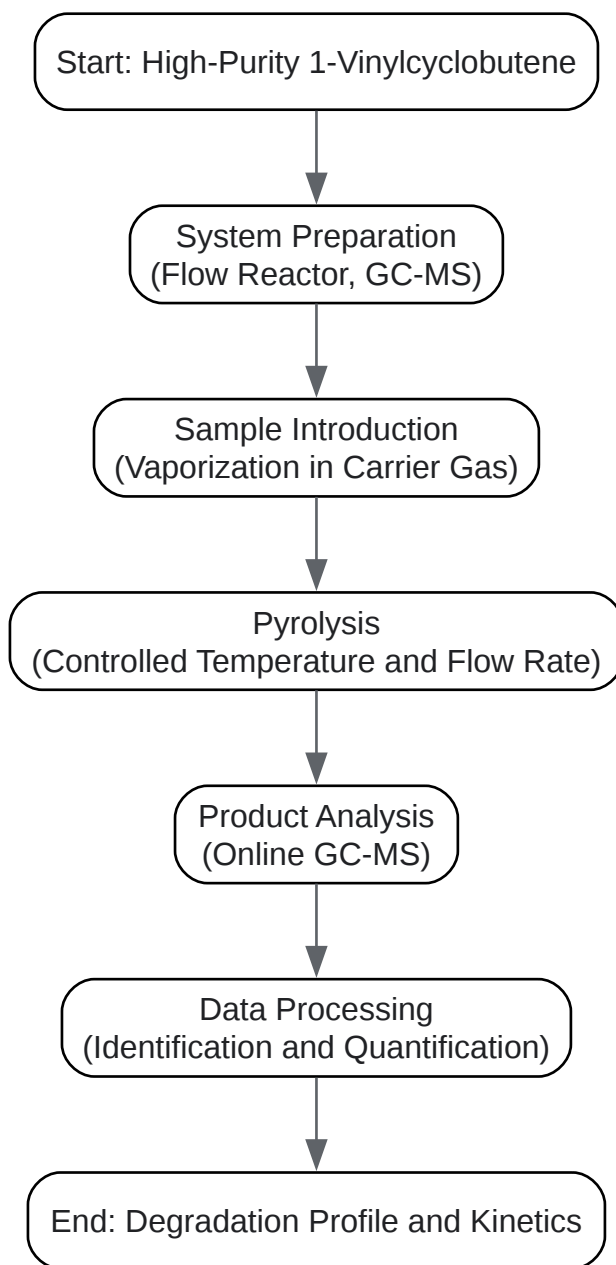 Start: High-Purity 1-Vinylcyclobutene
System Preparation
(Flow Reactor, GC-MS)
Sample Introduction
(Vaporization in Carrier Gas)
Pyrolysis
(Controlled Temperature and Flow Rate)
Product Analysis
(Online GC-MS)
Data Processing
(Identification and Quantification)
End: Degradation Profile and Kinetics